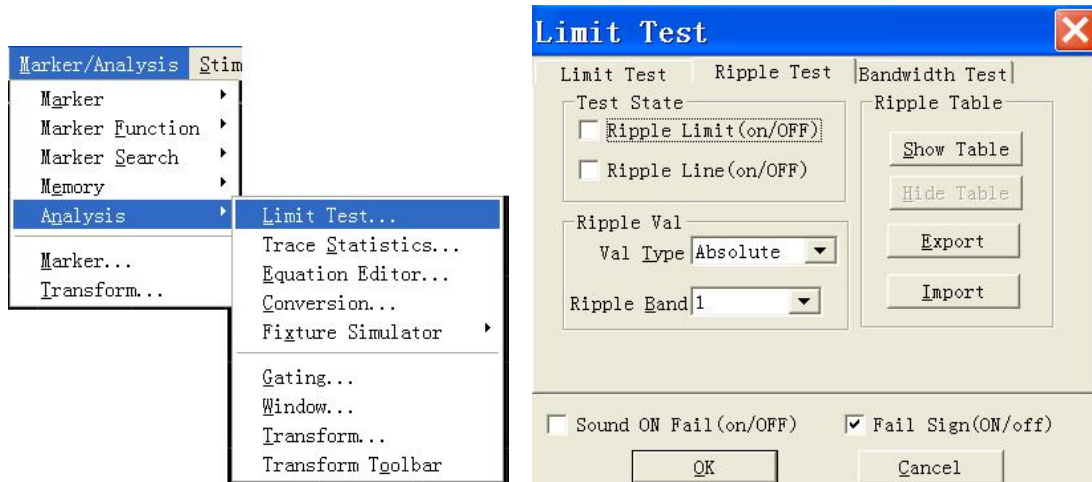 Marker/Analysis Stim
Marker
Marker Function
Marker Search
Memory
Analysis
Marker...
Transform...
Limit Test...
Trace Statistics...
Equation Editor...
Conversion...
Fixture Simulator
Gating...
Window...
Transform...
Transform Toolbar
Limit Test
Limit Test Ripple Test Bandwidth Test
Test State
Ripple Limit(on/OFF)
Ripple Line(on/OFF)
Ripple Val
Val Type Absolute
Ripple Band 1
Ripple Table
Show Table
Hide Table
Export
Import
Sound ON Fail(on/OFF) Fail Sign(ON/off)
OK Cancel